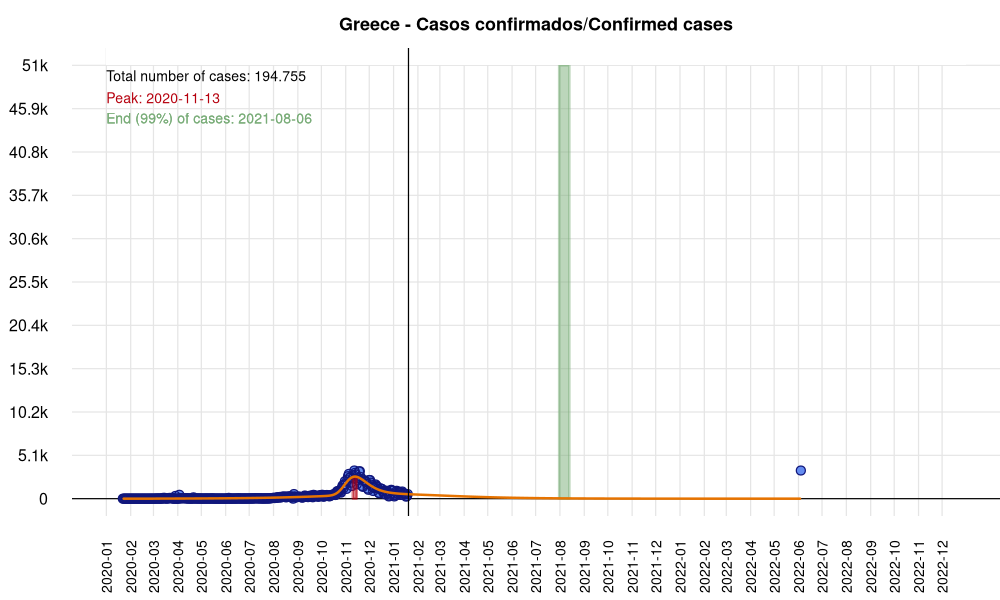 Greece - Casos confirmados/Confirmed cases
Total number of cases: 194.755
Peak: 2020-11-13
End (99%) of cases: 2021-08-06
51k
45.9k
40.8k
35.7k
30.6k
25.5k
20.4k
15.3k
10.2k
5.1k
0
2020-01
2020-02
2020-03
2020-04
2020-05
2020-06
2020-07
2020-08
2020-09
2020-10
2020-11
2020-12
2021-01
2021-02
2021-03
2021-04
2021-05
2021-06
2021-07
2021-08
2021-09
2021-10
2021-11
2021-12
2022-01
2022-02
2022-03
2022-04
2022-05
2022-06
2022-07
2022-08
2022-09
2022-10
2022-11
2022-12